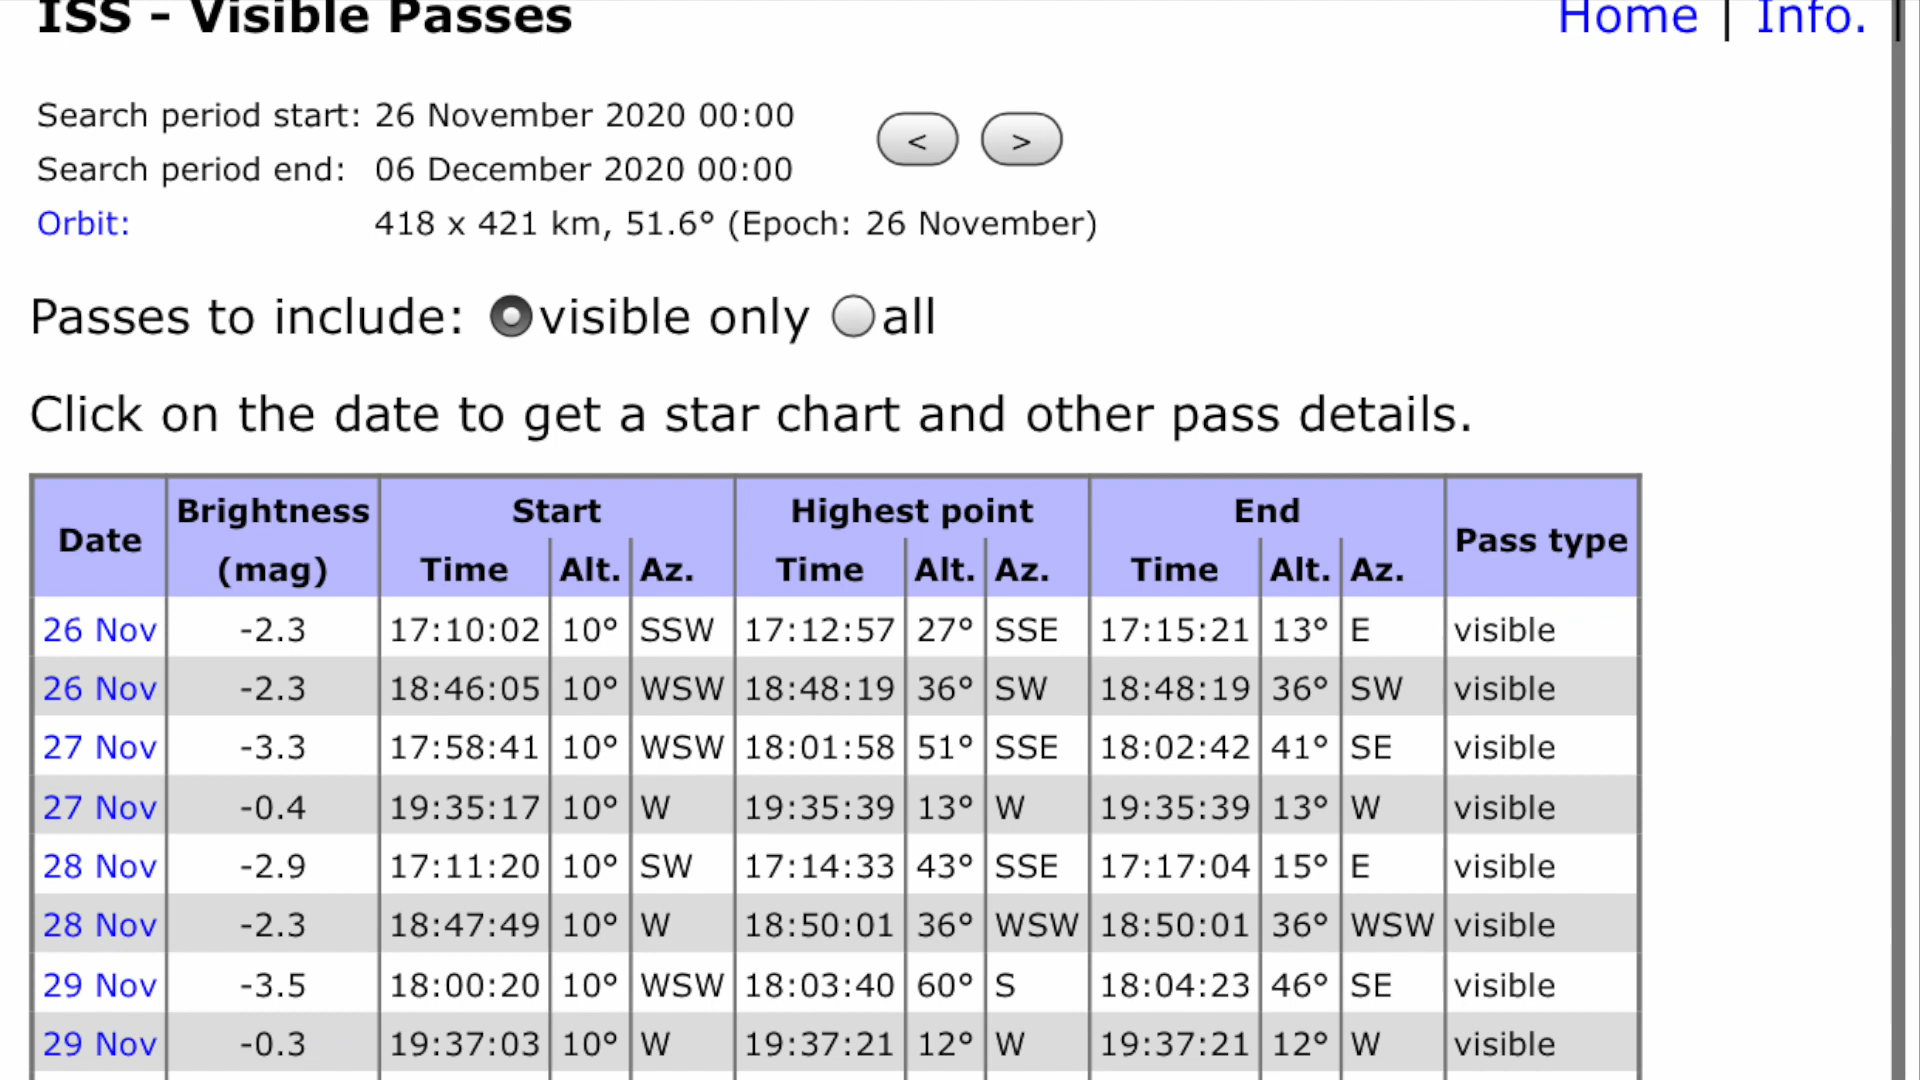 ISS - Visible Passes
Home | Info. |
Search period start: 26 November 2020 00:00
Search period end: 06 December 2020 00:00
< >
Orbit: 418 x 421 km, 51.6° (Epoch: 26 November)
Passes to include: visible only all
Click on the date to get a star chart and other pass details.
Date Brightness (mag) Start Highest point End Pass type
Time Alt. Az. Time Alt. Az. Time Alt. Az.
26 Nov -2.3 17:10:02 10° SSW 17:12:57 27° SSE 17:15:21 13° E visible
26 Nov -2.3 18:46:05 10° WSW 18:48:19 36° SW 18:48:19 36° SW visible
27 Nov -3.3 17:58:41 10° WSW 18:01:58 51° SSE 18:02:42 41° SE visible
27 Nov -0.4 19:35:17 10° W 19:35:39 13° W 19:35:39 13° W visible
28 Nov -2.9 17:11:20 10° SW 17:14:33 43° SSE 17:17:04 15° E visible
28 Nov -2.3 18:47:49 10° W 18:50:01 36° WSW 18:50:01 36° WSW visible
29 Nov -3.5 18:00:20 10° WSW 18:03:40 60° S 18:04:23 46° SE visible
29 Nov -0.3 19:37:03 10° W 19:37:21 12° W 19:37:21 12° W visible